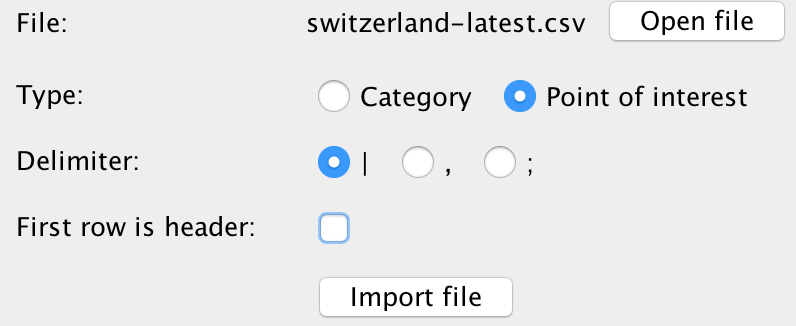 File: switzerland-latest.csv Open file
Type: Category Point of interest
Delimiter: | , ;
First row is header:
Import file